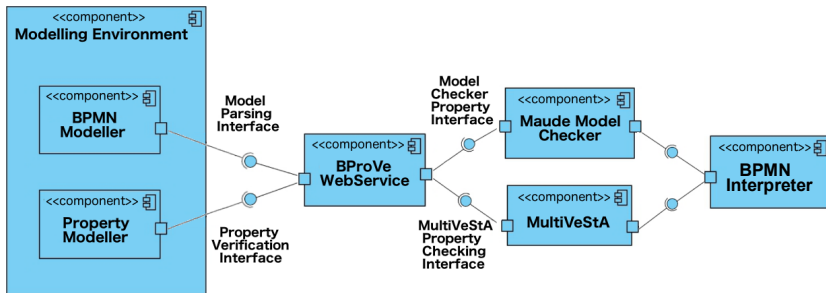 <<component>>
Modelling Environment
<<component>>
BPMN
Modeller
<<component>>
Property
Modeller
Model
Parsing
Interface
Property
Verification
Interface
<<component>>
BProVe
WebService
Model
Checker
Property
Interface
MultiVeStA
Property
Checking
Interface
<<component>>
Maude Model
Checker
<<component>>
MultiVeStA
<<component>>
BPMN
Interpreter